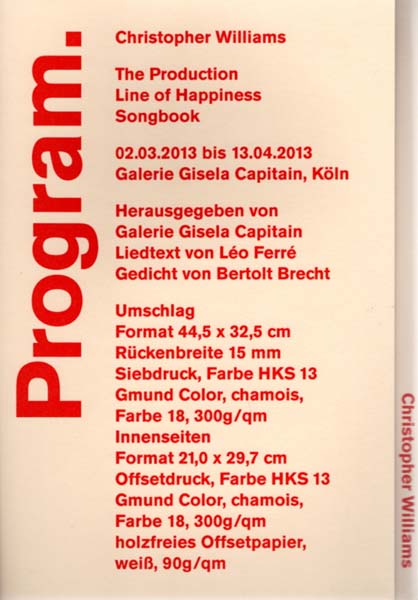 Program.
Christopher Williams
The Production
Line of Happiness
Songbook
02.03.2013 bis 13.04.2013
Galerie Gisela Capitain, Köln
Herausgegeben von
Galerie Gisela Capitain
Liedtext von Léo Ferré
Gedicht von Bertolt Brecht
Umschlag
Format 44,5 x 32,5 cm
Rückenbreite 15 mm
Siebdruck, Farbe HKS 13
Gmund Color, chamois,
Farbe 18, 300g/qm
Innenseiten
Format 21,0 x 29,7 cm
Offsetdruck, Farbe HKS 13
Gmund Color, chamois,
Farbe 18, 300g/qm
holzfreies Offsetpapier,
weiß, 90g/qm
Christopher Williams